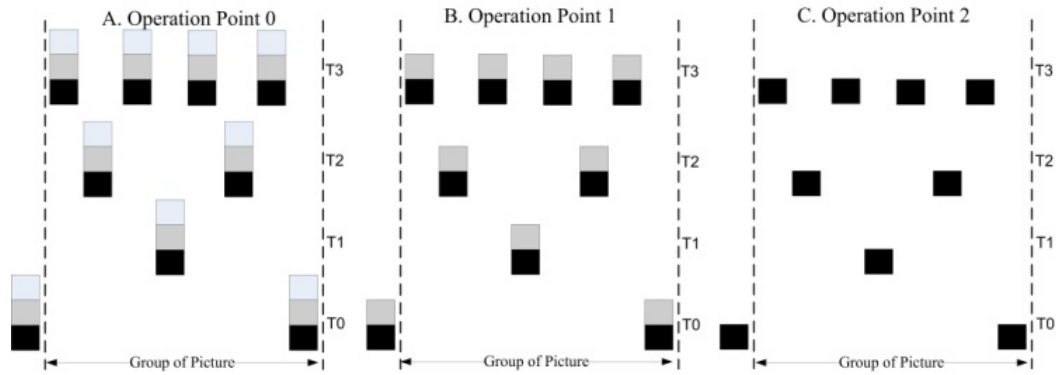 A. Operation Point 0
T3
T2
T1
T0
Group of Picture
B. Operation Point 1
T3
T2
T1
T0
Group of Picture
C. Operation Point 2
T3
T2
T1
T0
Group of Picture